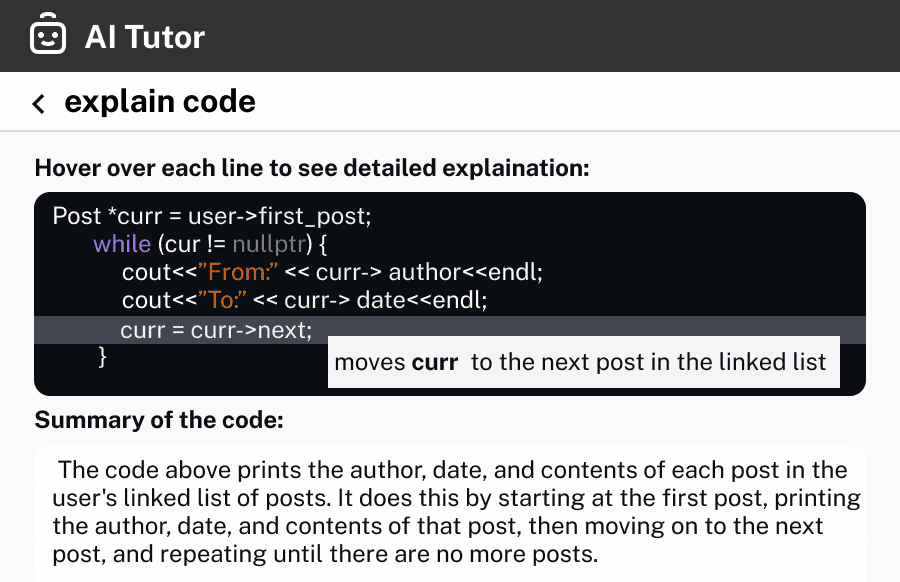 AI Tutor
explain code
Hover over each line to see detailed explaination:
Post *curr = user->first_post;
while (cur != nullptr) {
cout<<”From:” << curr-> author<<endl;
cout<<”To:” << curr-> date<<endl;
curr = curr->next;
}
moves curr to the next post in the linked list
Summary of the code:
The code above prints the author, date, and contents of each post in the
user's linked list of posts. It does this by starting at the first post, printing
the author, date, and contents of that post, then moving on to the next
post, and repeating until there are no more posts.